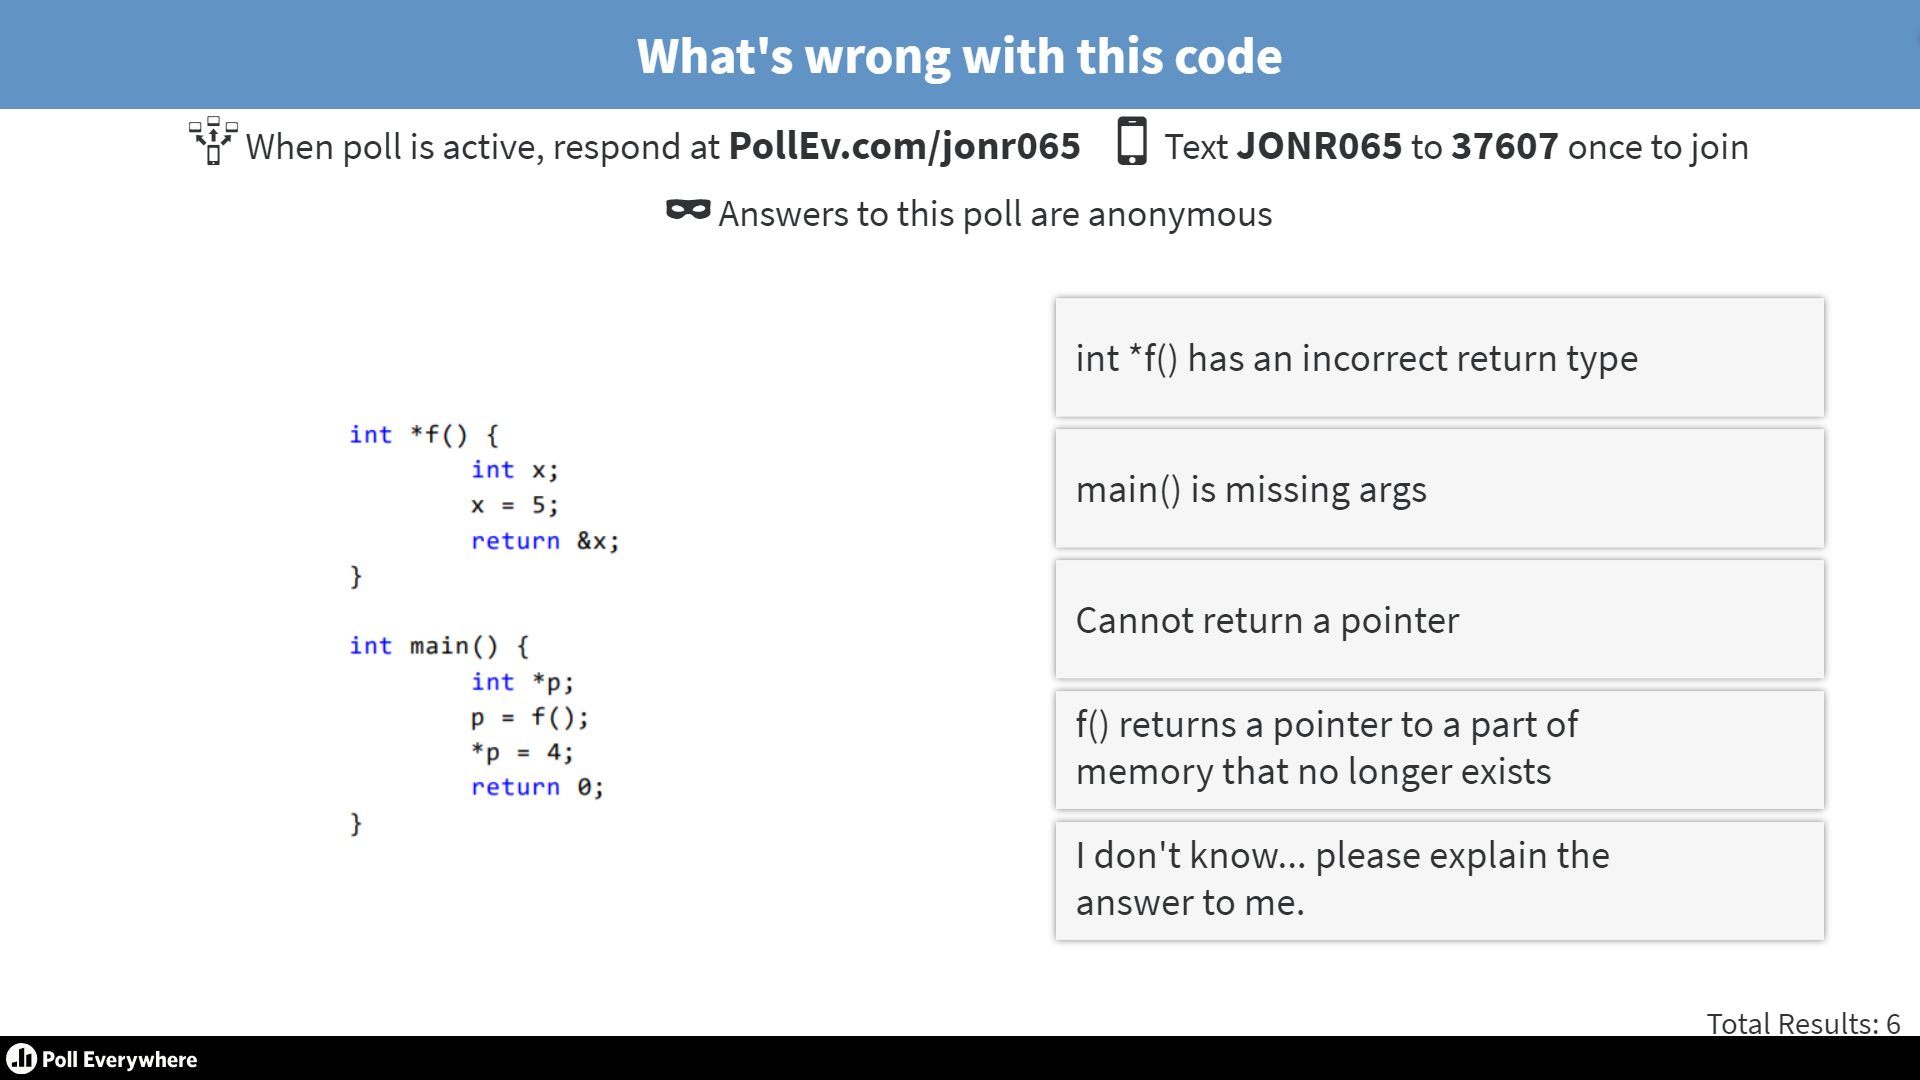 What's wrong with this code
When poll is active, respond at PollEv.com/jonr065 Text JONR065 to 37607 once to join
Answers to this poll are anonymous
int *f() {
int x;
x = 5;
return &x;
}
int main() {
int *p;
p = f();
*p = 4;
return 0;
}
int *f() has an incorrect return type
main() is missing args
Cannot return a pointer
f() returns a pointer to a part of
memory that no longer exists
I don't know... please explain the
answer to me.
Total Results: 6
Poll Everywhere